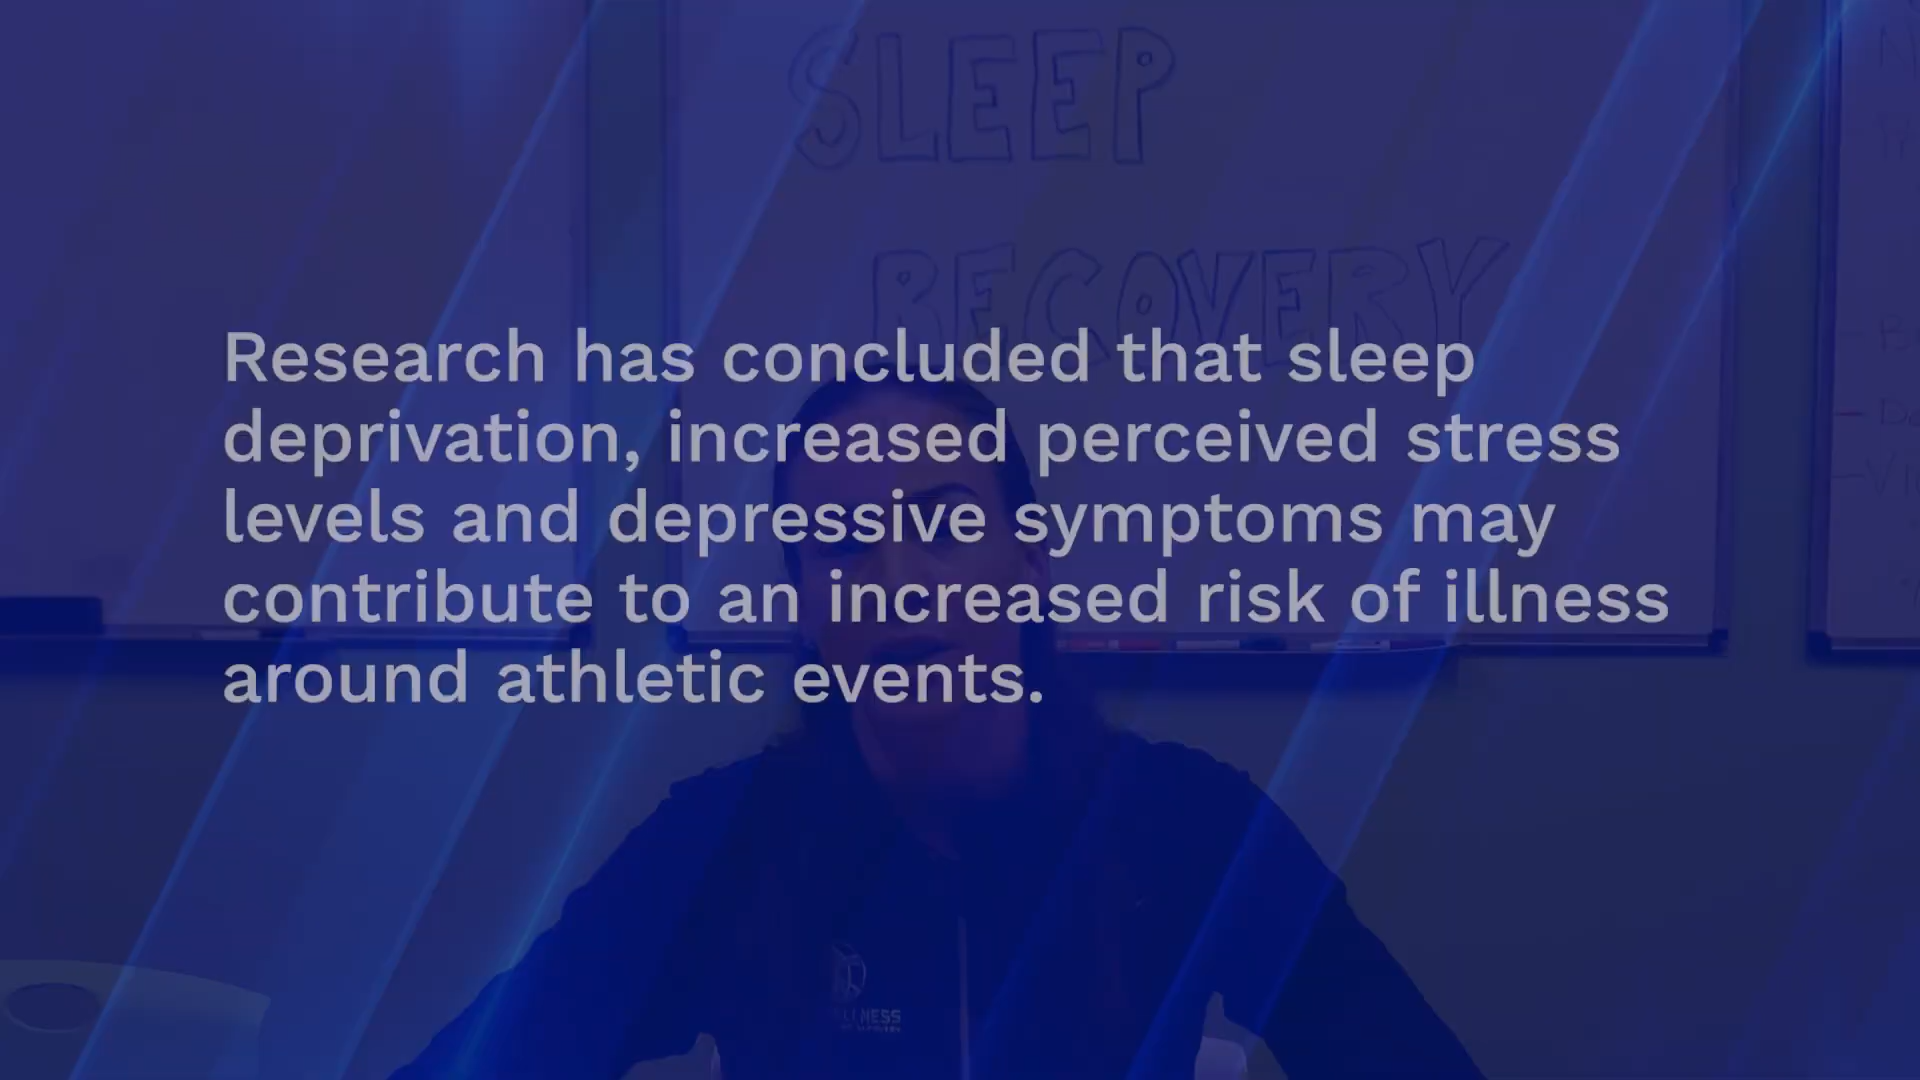 SLEEP
RECOVERY
Research has concluded that sleep
deprivation, increased perceived stress
levels and depressive symptoms may
contribute to an increased risk of illness
around athletic events.